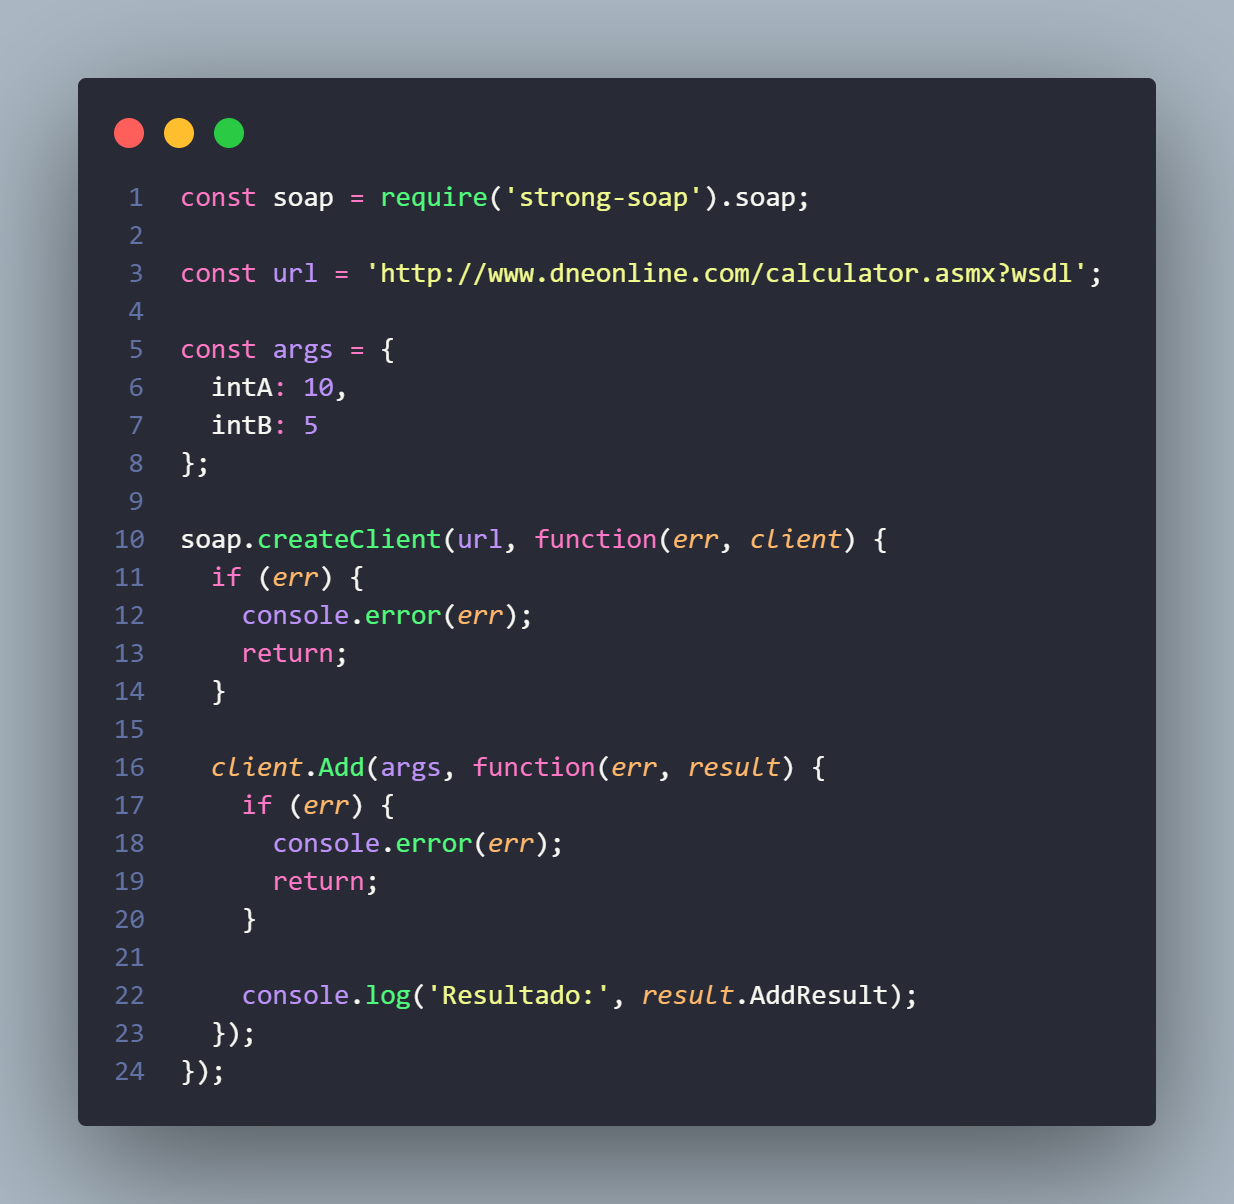 1 const soap = require('strong-soap').soap;
2
3 const url = 'http://www.dneonline.com/calculator.asmx?wsdl';
4
5 const args = {
6   intA: 10,
7   intB: 5
8 };
9
10 soap.createClient(url, function(err, client) {
11   if (err) {
12     console.error(err);
13     return;
14   }
15
16   client.Add(args, function(err, result) {
17     if (err) {
18       console.error(err);
19       return;
20     }
21
22     console.log('Resultado:', result.AddResult);
23   });
24 });